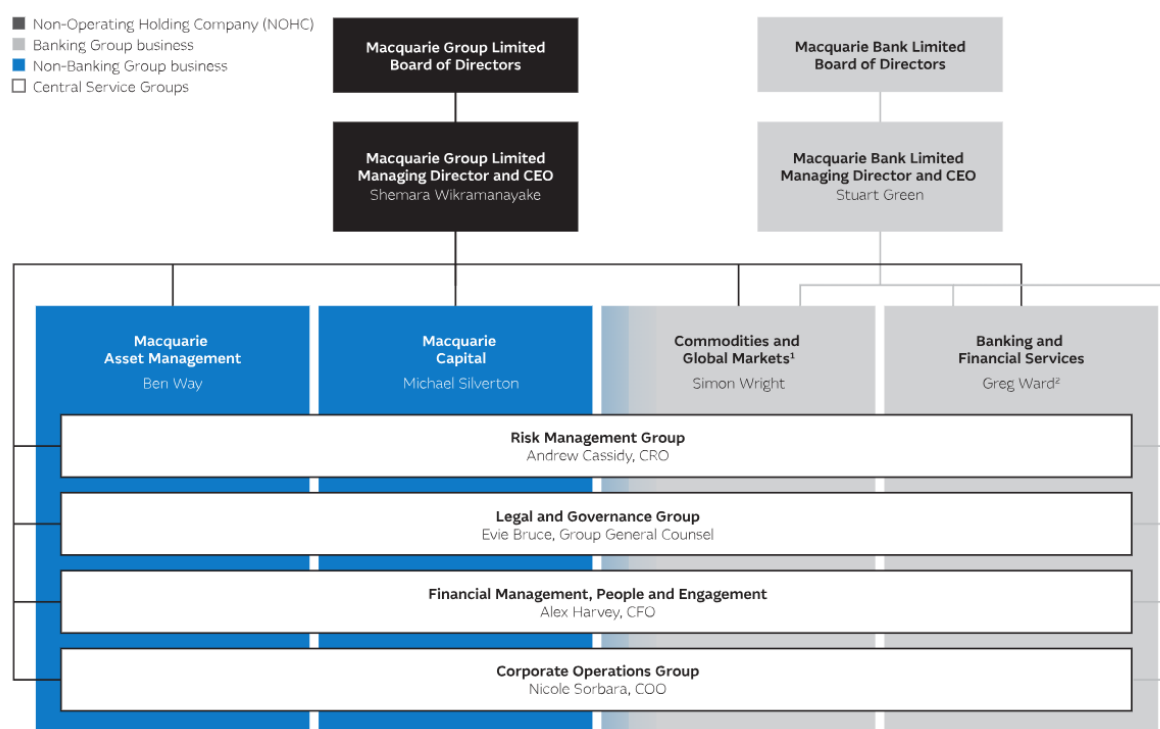 Non-Operating Holding Company (NOHC)
Banking Group business
Non-Banking Group business
Central Service Groups
Macquarie Group Limited
Board of Directors
Macquarie Bank Limited
Board of Directors
Macquarie Group Limited
Managing Director and CEO
Shemara Wikramanayake
Macquarie Bank Limited
Managing Director and CEO
Stuart Green
Macquarie
Asset Management
Ben Way
Macquarie
Capital
Michael Silverton
Commodities and
Global Markets¹
Simon Wright
Banking and
Financial Services
Greg Ward²
Risk Management Group
Andrew Cassidy, CRO
Legal and Governance Group
Evie Bruce, Group General Counsel
Financial Management, People and Engagement
Alex Harvey, CFO
Corporate Operations Group
Nicole Sorbara, COO